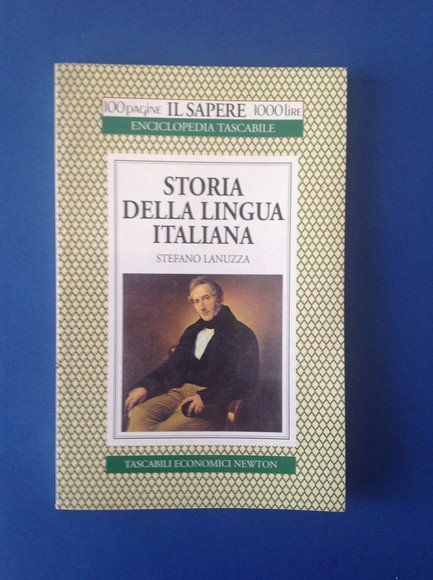 100 pagine IL SAPERE 1000 lire
ENCICLOPEDIA TASCABILE
STORIA
DELLA LINGUA
ITALIANA
STEFANO LANUZZA
TASCABILI ECONOMICI NEWTON